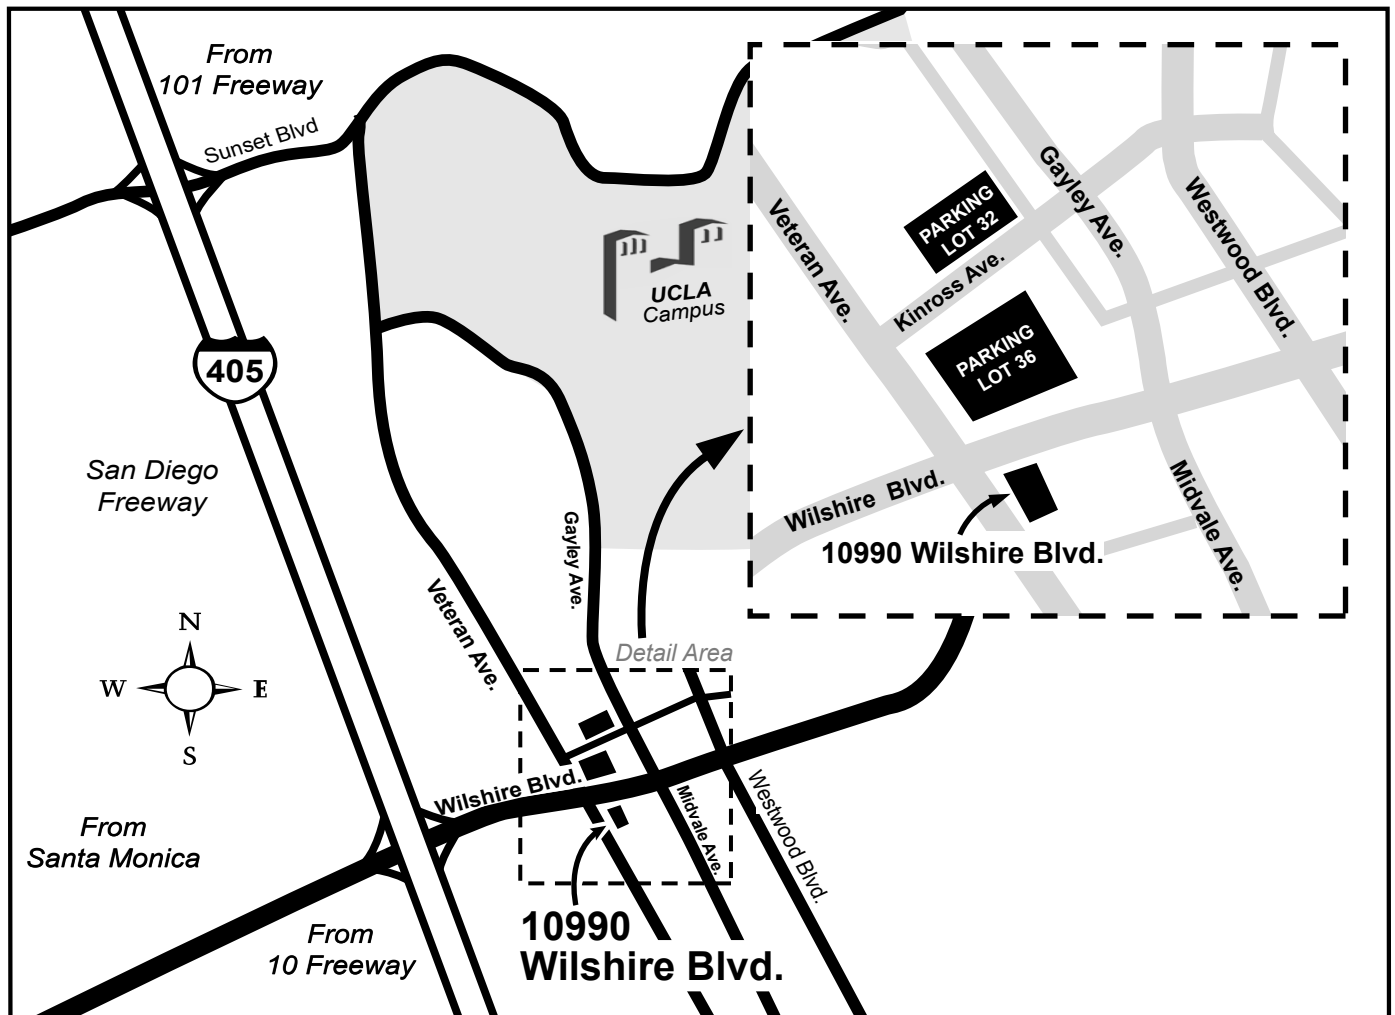 From
101 Freeway
Sunset Blvd
PARKING
LOT 32
Gayley Ave.
Westwood Blvd.
Veteran Ave.
Kinross Ave.
UCLA
Campus
PARKING
LOT 36
405
San Diego
Freeway
Wilshire Blvd.
Midvale Ave.
10990 Wilshire Blvd.
Gayley Ave.
Veteran Ave.
Detail Area
N
W
E
S
Wilshire Blvd.
Midvale Ave.
Westwood Blvd.
From
Santa Monica
From
10 Freeway
10990
Wilshire Blvd.